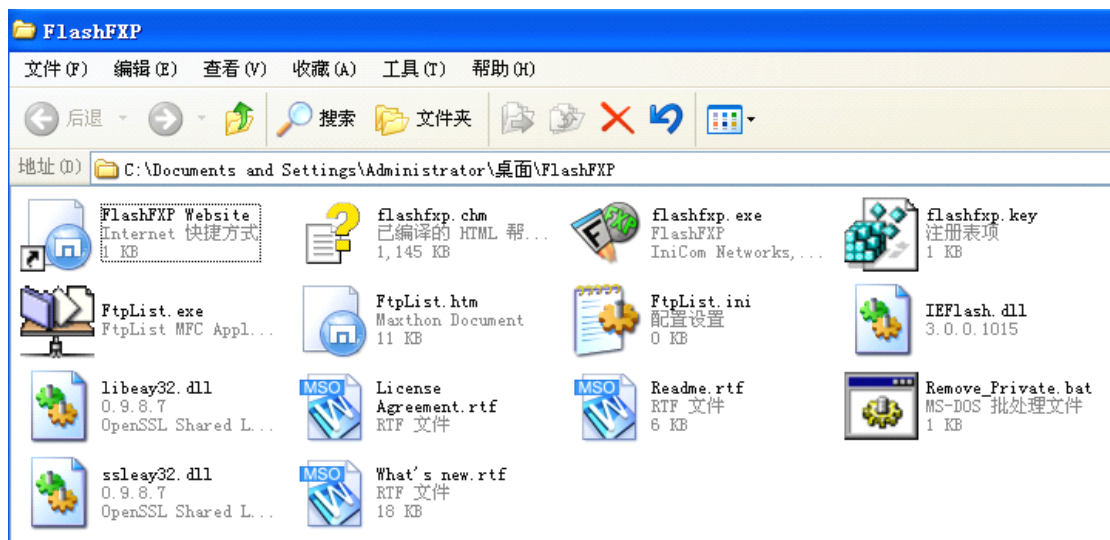 FlashFXP
文件(F) 编辑(E) 查看(V) 收藏(A) 工具(T) 帮助(H)
后退 搜索 文件夹
地址(D) C:\Documents and Settings\Administrator\桌面\FlashFXP
FlashFXP Website
Internet 快捷方式
1 KB
flashfxp.chm
已编译的 HTML 帮...
1,145 KB
flashfxp.exe
FlashFXP
IniCom Networks,...
flashfxp.key
注册表项
1 KB
FtpList.exe
FtpList MFC Appl...
FtpList.htm
Maxthon Document
11 KB
FtpList.ini
配置设置
0 KB
IEFlash.dll
3.0.0.1015
libeay32.dll
0.9.8.7
OpenSSL Shared L...
MSO
License
Agreement.rtf
RTF 文件
MSO
Readme.rtf
RTF 文件
6 KB
Remove_Private.bat
MS-DOS 批处理文件
1 KB
ssleay32.dll
0.9.8.7
OpenSSL Shared L...
MSO
What's new.rtf
RTF 文件
18 KB